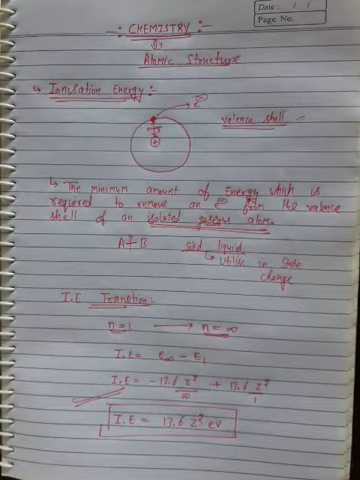 Date : / /
Page No.
: CHEMISTRY :
Atomic Structure
↳ Ionisation Energy :-
e⁻
valence shell
↳ The minimum amount of Energy which is
required to remove an e⁻ from the valence
shell of an isolated gaseous atom.
A+B
liquid
↳ utilise in State
change
I.E Transition:
n=1 ⟶ n=∞
I.E = E∞ - E₁
I.E = -13.6 Z²/∞ + 13.6 Z²/1
I.E = 13.6 Z² eV